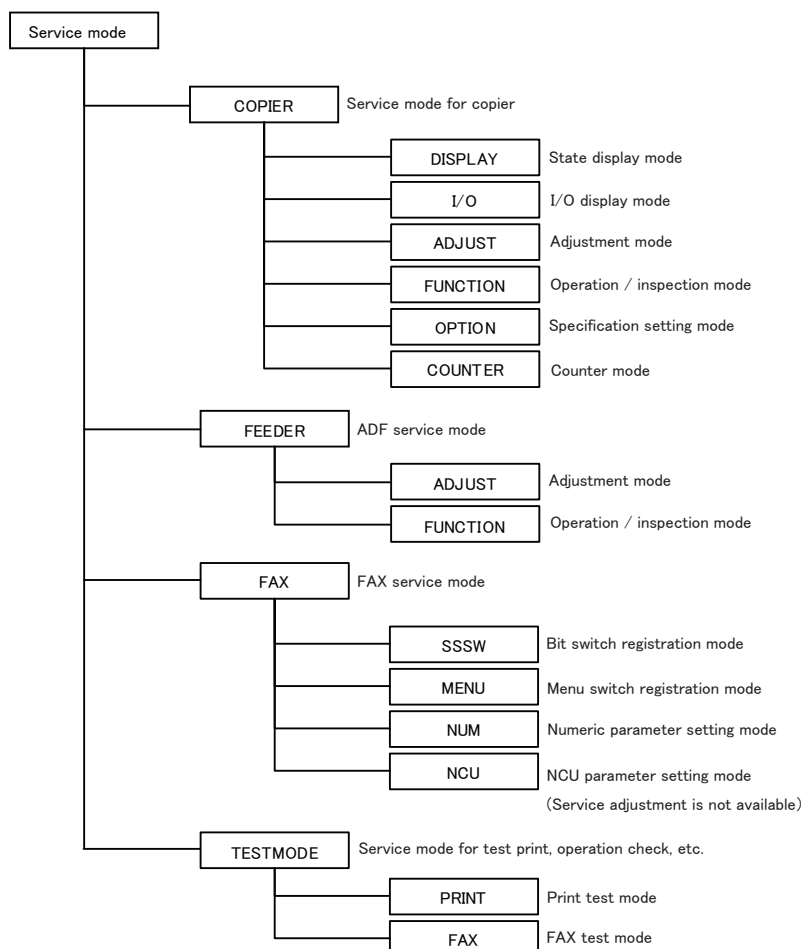 Service mode
COPIER Service mode for copier
DISPLAY State display mode
I/O I/O display mode
ADJUST Adjustment mode
FUNCTION Operation / inspection mode
OPTION Specification setting mode
COUNTER Counter mode
FEEDER ADF service mode
ADJUST Adjustment mode
FUNCTION Operation / inspection mode
FAX FAX service mode
SSSW Bit switch registration mode
MENU Menu switch registration mode
NUM Numeric parameter setting mode
NCU NCU parameter setting mode
(Service adjustment is not available)
TESTMODE Service mode for test print, operation check, etc.
PRINT Print test mode
FAX FAX test mode